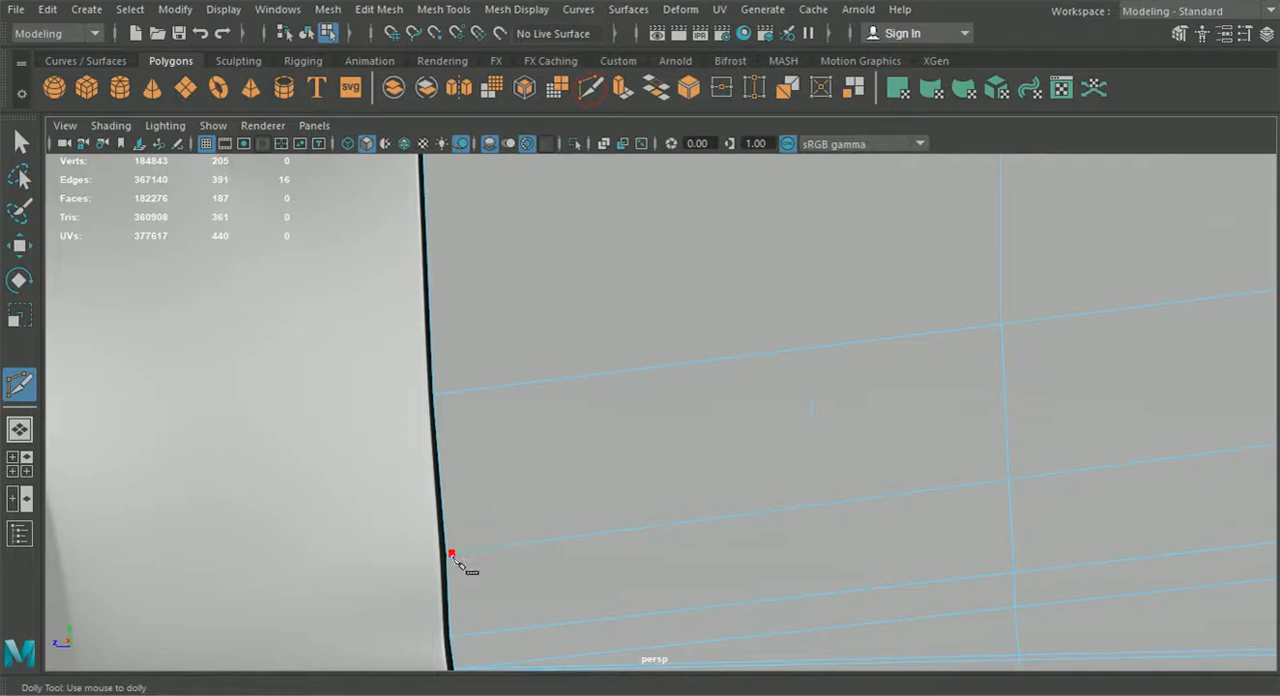 File Edit Create Select Modify Display Windows Mesh Edit Mesh Mesh Tools Mesh Display Curves Surfaces Deform UV Generate Cache Arnold Help Workspace: Modeling - Standard
Modeling No Live Surface Sign In
Curves / Surfaces Polygons Sculpting Rigging Animation Rendering FX FX Caching Custom Arnold Bifrost MASH Motion Graphics XGen
T svg
View Shading Lighting Show Renderer Panels
0.00 1.00 sRGB gamma
Verts: 184843 205 0
Edges: 367140 391 16
Faces: 182276 187 0
Tris: 360908 361 0
UVs: 377617 440 0
z
persp
Dolly Tool: Use mouse to dolly